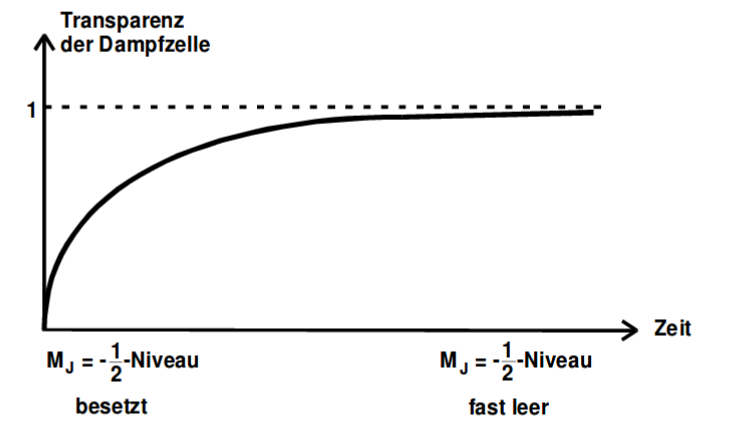 Transparenz
der Dampfzelle
1
Zeit
M_J = -1/2-Niveau
besetzt
M_J = -1/2-Niveau
fast leer